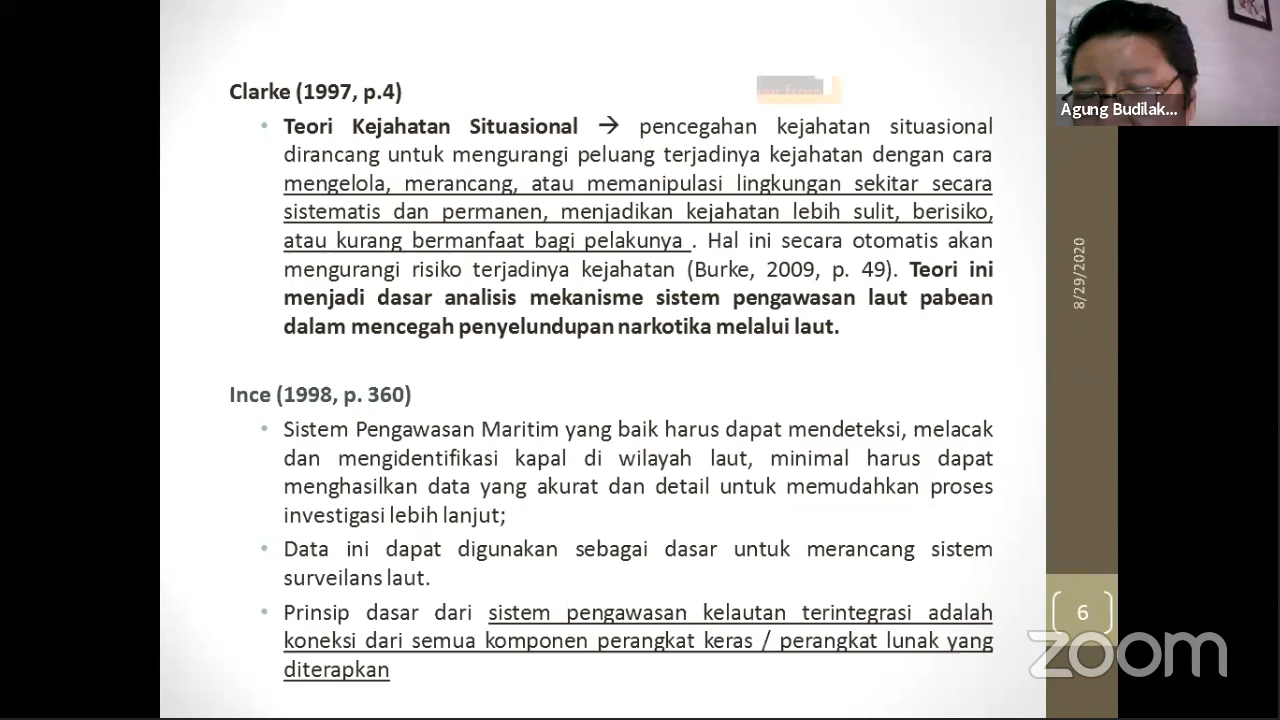 Clarke (1997, p.4)
• Teori Kejahatan Situasional → pencegahan kejahatan situasional
dirancang untuk mengurangi peluang terjadinya kejahatan dengan cara
mengelola, merancang, atau memanipulasi lingkungan sekitar secara
sistematis dan permanen, menjadikan kejahatan lebih sulit, berisiko,
atau kurang bermanfaat bagi pelakunya . Hal ini secara otomatis akan
mengurangi risiko terjadinya kejahatan (Burke, 2009, p. 49). Teori ini
menjadi dasar analisis mekanisme sistem pengawasan laut pabean
dalam mencegah penyelundupan narkotika melalui laut.
Ince (1998, p. 360)
• Sistem Pengawasan Maritim yang baik harus dapat mendeteksi, melacak
dan mengidentifikasi kapal di wilayah laut, minimal harus dapat
menghasilkan data yang akurat dan detail untuk memudahkan proses
investigasi lebih lanjut;
• Data ini dapat digunakan sebagai dasar untuk merancang sistem
surveilans laut.
• Prinsip dasar dari sistem pengawasan kelautan terintegrasi adalah
koneksi dari semua komponen perangkat keras / perangkat lunak yang
diterapkan
Agung Budilak...
8/29/2020
6
zoom